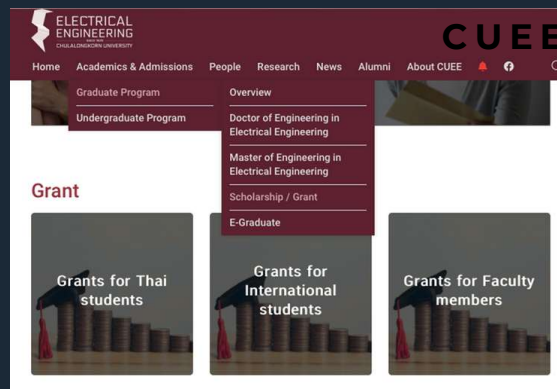 ELECTRICAL
ENGINEERING
SINCE 1933
CHULALONGKORN UNIVERSITY
CUEE
Home Academics & Admissions People Research News Alumni About CUEE
Graduate Program
Undergraduate Program
Overview
Doctor of Engineering in
Electrical Engineering
Master of Engineering in
Electrical Engineering
Scholarship / Grant
E-Graduate
Grant
Grants for Thai
students
Grants for
International
students
Grants for Faculty
members